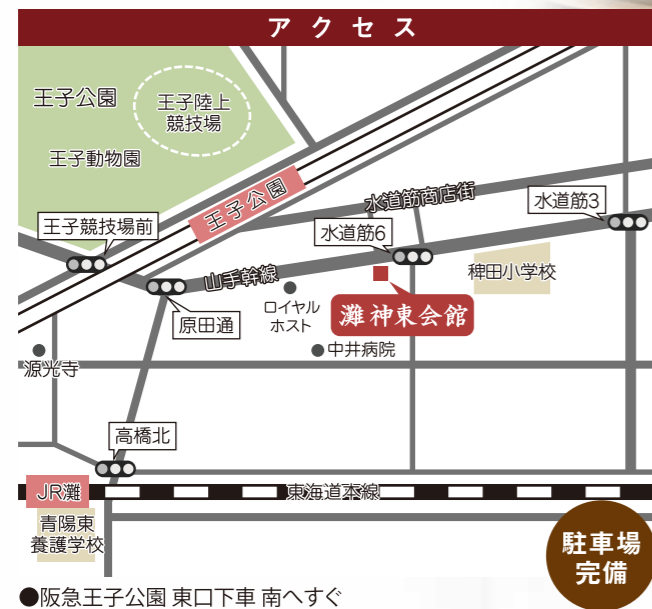 アクセス
王子公園
王子陸上
競技場
王子動物園
王子公園
水道筋商店街
水道筋3
王子競技場前
水道筋6
山手幹線
稗田小学校
原田通
ロイヤル
ホスト
灘神東会館
中井病院
源光寺
高橋北
JR灘
東海道本線
青陽東
養護学校
駐車場
完備
●阪急王子公園 東口下車 南へすぐ